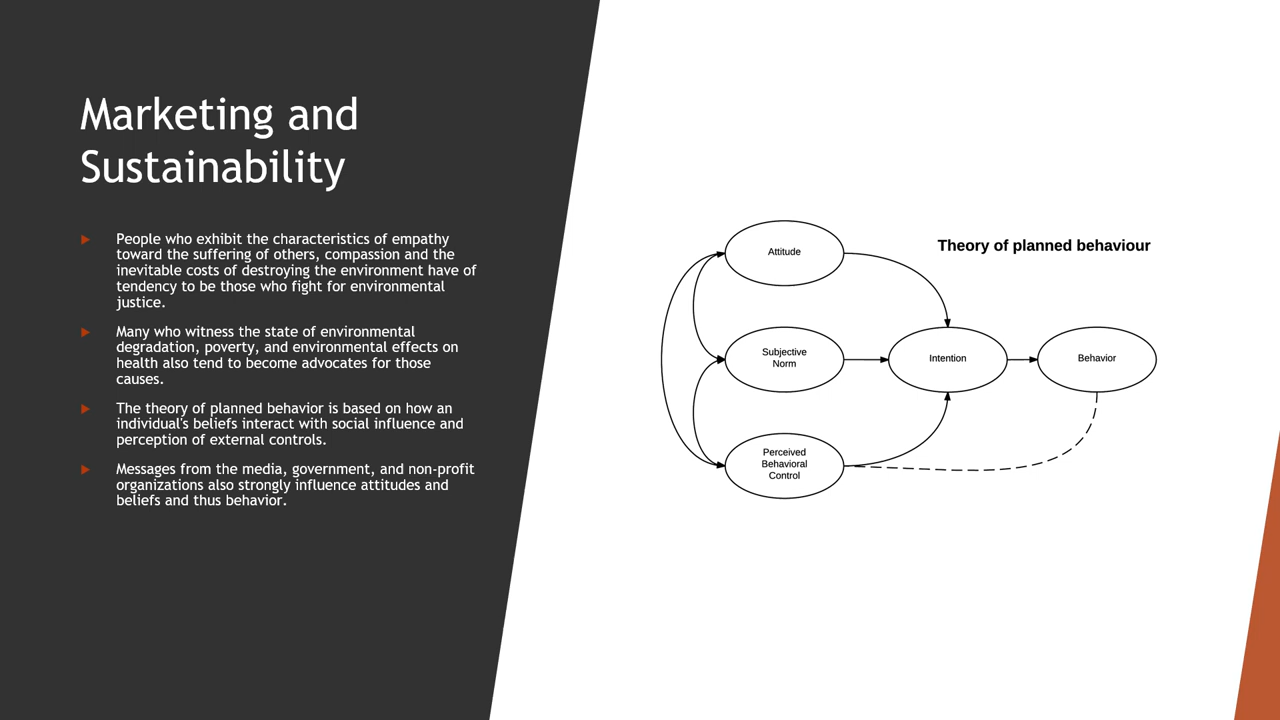 Marketing and
Sustainability
People who exhibit the characteristics of empathy
toward the suffering of others, compassion and the
inevitable costs of destroying the environment have of
tendency to be those who fight for environmental
justice.
Many who witness the state of environmental
degradation, poverty, and environmental effects on
health also tend to become advocates for those
causes.
The theory of planned behavior is based on how an
individual's beliefs interact with social influence and
perception of external controls.
Messages from the media, government, and non-profit
organizations also strongly influence attitudes and
beliefs and thus behavior.
Theory of planned behaviour
Attitude
Subjective
Norm
Intention
Behavior
Perceived
Behavioral
Control